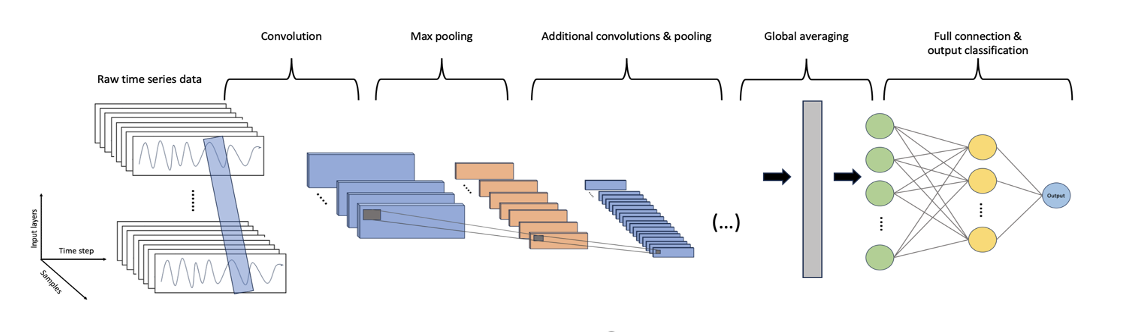 Convolution
Max pooling
Additional convolutions & pooling
Global averaging
Full connection &
output classification
Raw time series data
(...)
Output
Input layers
Time step
Samples